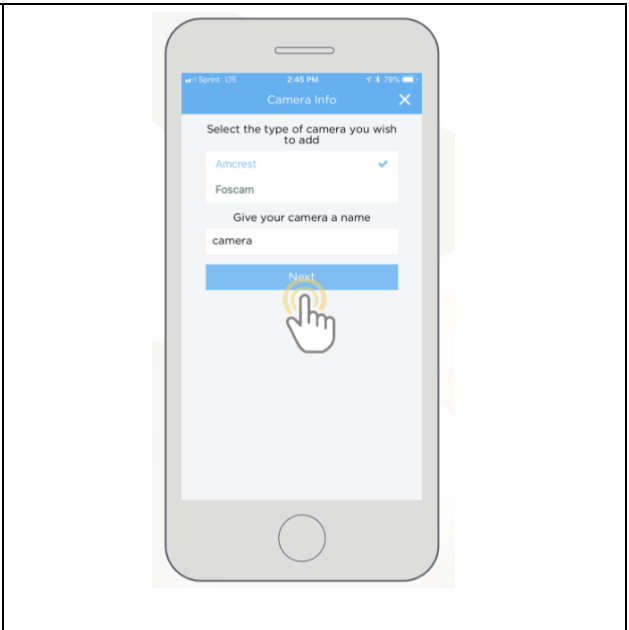 Sprint LTE 2:45 PM 79%
Camera Info
Select the type of camera you wish
to add
Amcrest
Foscam
Give your camera a name
camera
Next